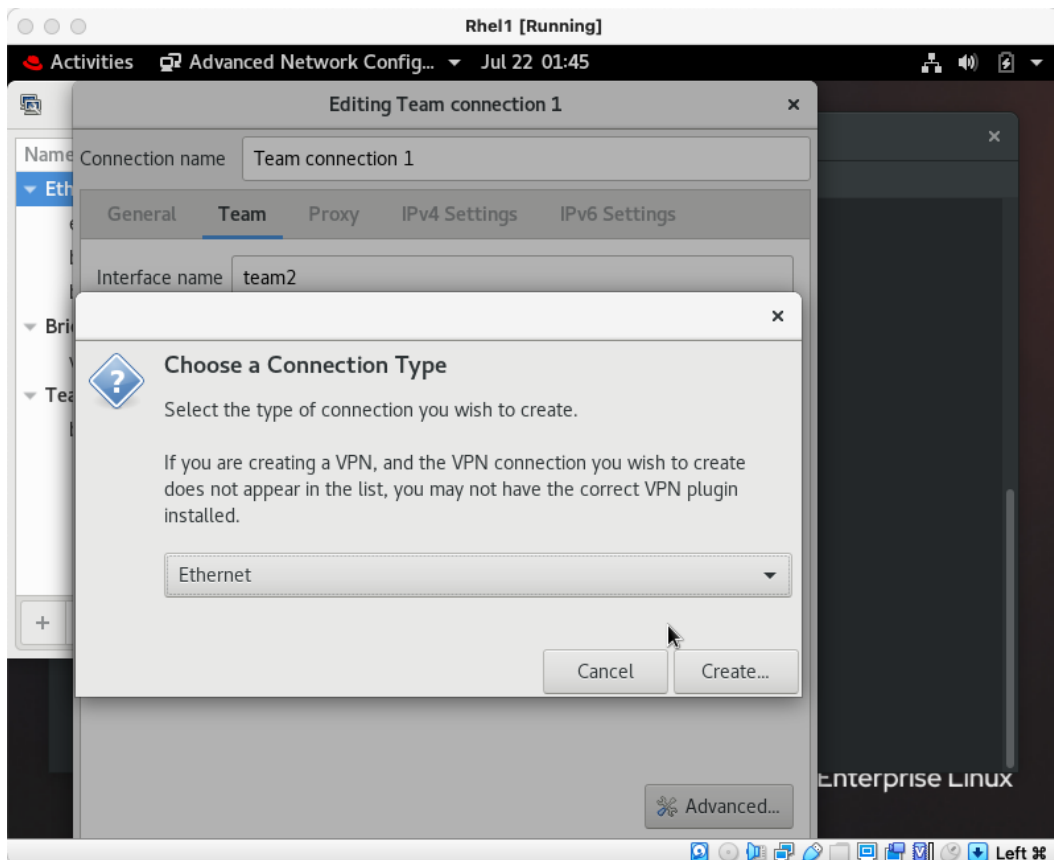 Rhel1 [Running]
Activities Advanced Network Config... Jul 22 01:45
Editing Team connection 1
Name
Connection name Team connection 1
Eth
General Team Proxy IPv4 Settings IPv6 Settings
Interface name team2
Bri
Choose a Connection Type
Tea
Select the type of connection you wish to create.
If you are creating a VPN, and the VPN connection you wish to create
does not appear in the list, you may not have the correct VPN plugin
installed.
Ethernet
+
Cancel Create...
Enterprise Linux
Advanced...
Left ⌘